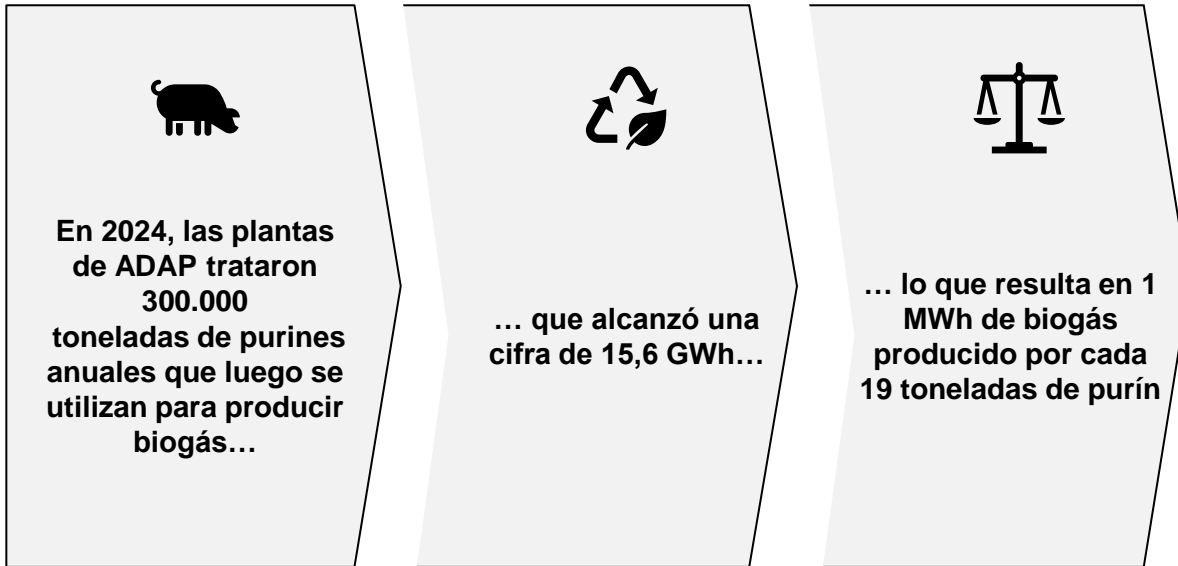 En 2024, las plantas
de ADAP trataron
300.000
toneladas de purines
anuales que luego se
utilizan para producir
biogás…
… que alcanzó una
cifra de 15,6 GWh…
… lo que resulta en 1
MWh de biogás
producido por cada
19 toneladas de purín